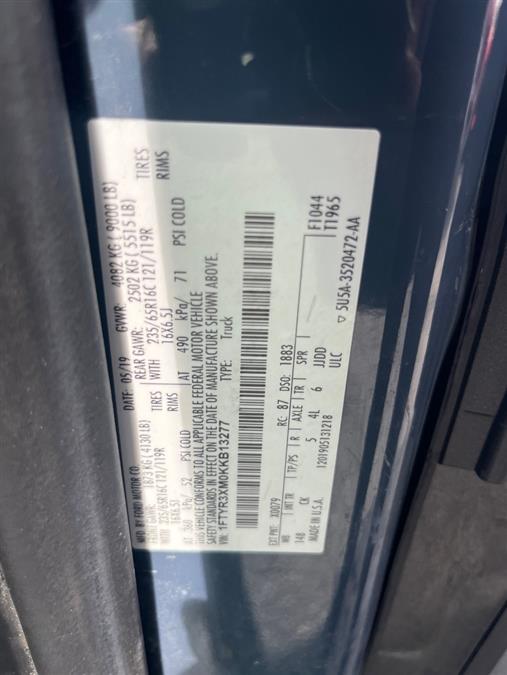 MFD. BY FORD MOTOR CO.
DATE: 05/19 GVWR: 4082 KG ( 9000 LB)
FRONT GAWR: 1873 KG ( 4130 LB) REAR GAWR: 2502 KG ( 5515 LB)
WITH 235/65R16C 121/119R TIRES WITH 235/65R16C 121/119R TIRES
16X6.5J RIMS 16X6.5J RIMS
AT 360 kPa/ 52 PSI COLD AT 490 kPa/ 71 PSI COLD
THIS VEHICLE CONFORMS TO ALL APPLICABLE FEDERAL MOTOR VEHICLE
SAFETY STANDARDS IN EFFECT ON THE DATE OF MANUFACTURE SHOWN ABOVE.
VIN: 1FTYR3XM0KKB13277 TYPE: Truck
EXT PNT: XD079 RC: 87 DSO: 1883 F1044
WB INT TR TP/PS R AXLE TR SPR T1965
148 CK 5 4L 6 JJDD
MADE IN U.S.A. 1201905131218 ULC
5U5A-3520472-AA